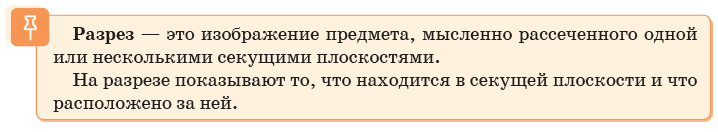 Разрез — это изображение предмета, мысленно рассеченного одной
или несколькими секущими плоскостями.
На разрезе показывают то, что находится в секущей плоскости и что
расположено за ней.